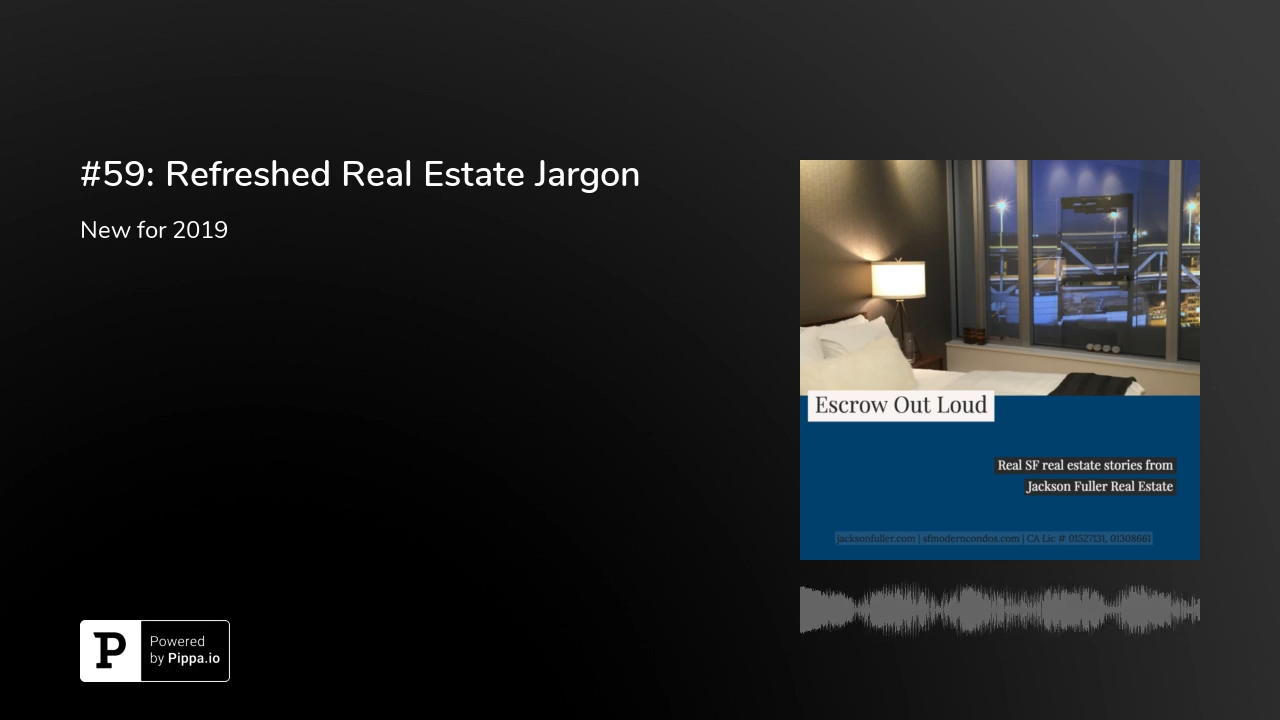 #59: Refreshed Real Estate Jargon
New for 2019
Escrow Out Loud
Real SF real estate stories from
Jackson Fuller Real Estate
jacksonfuller.com | sfmoderncondos.com | CA Lic # 01527131, 01308661
P
Powered
by Pippa.io